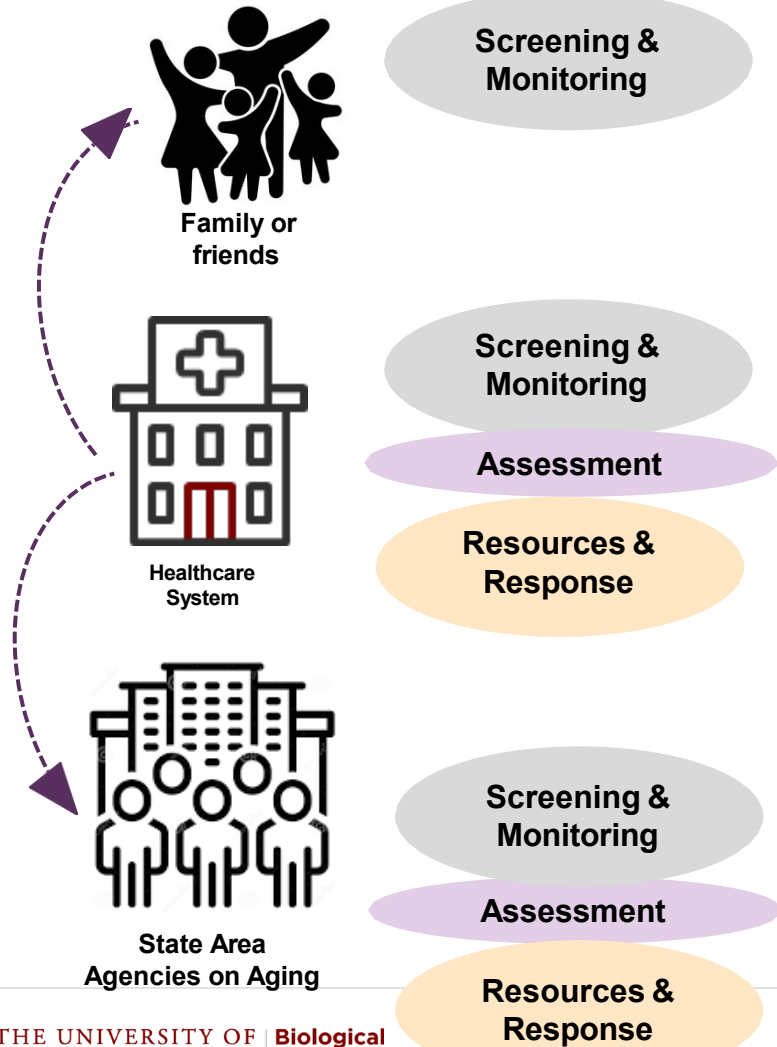 Screening &
Monitoring
Family or
friends
Screening &
Monitoring
Assessment
Resources &
Response
Healthcare
System
Screening &
Monitoring
Assessment
State Area
Agencies on Aging
Resources &
Response
THE UNIVERSITY OF | Biological